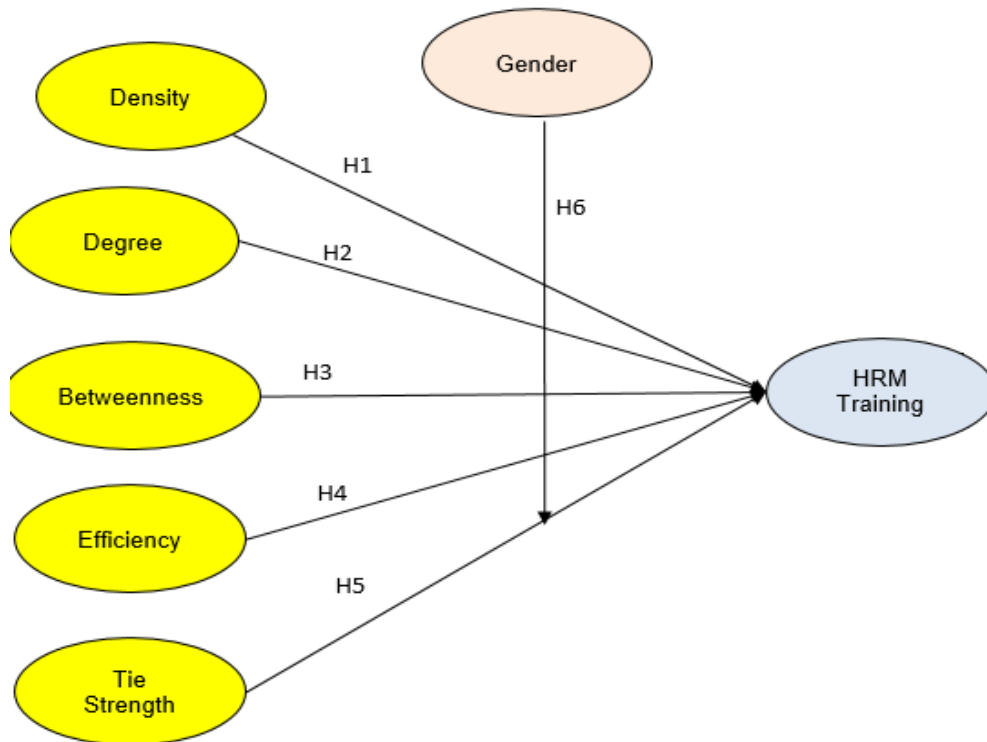 Density
Gender
H1
H6
Degree
H2
Betweenness
H3
HRM
Training
Efficiency
H4
H5
Tie
Strength